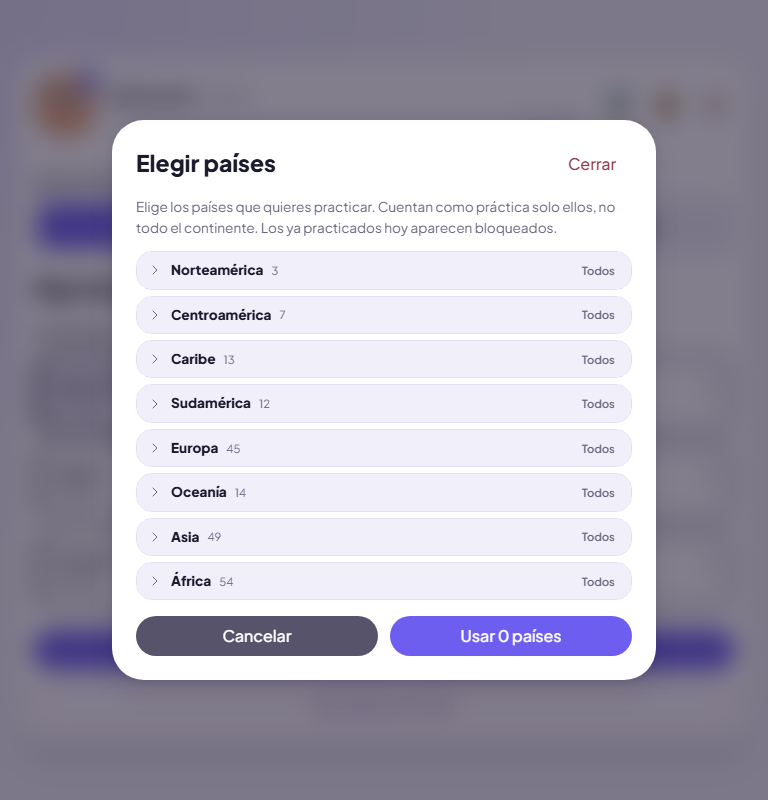 Elegir países
Cerrar
Elige los países que quieres practicar. Cuentan como práctica solo ellos, no
todo el continente. Los ya practicados hoy aparecen bloqueados.
Norteamérica 3 Todos
Centroamérica 7 Todos
Caribe 13 Todos
Sudamérica 12 Todos
Europa 45 Todos
Oceanía 14 Todos
Asia 49 Todos
África 54 Todos
Cancelar
Usar 0 países